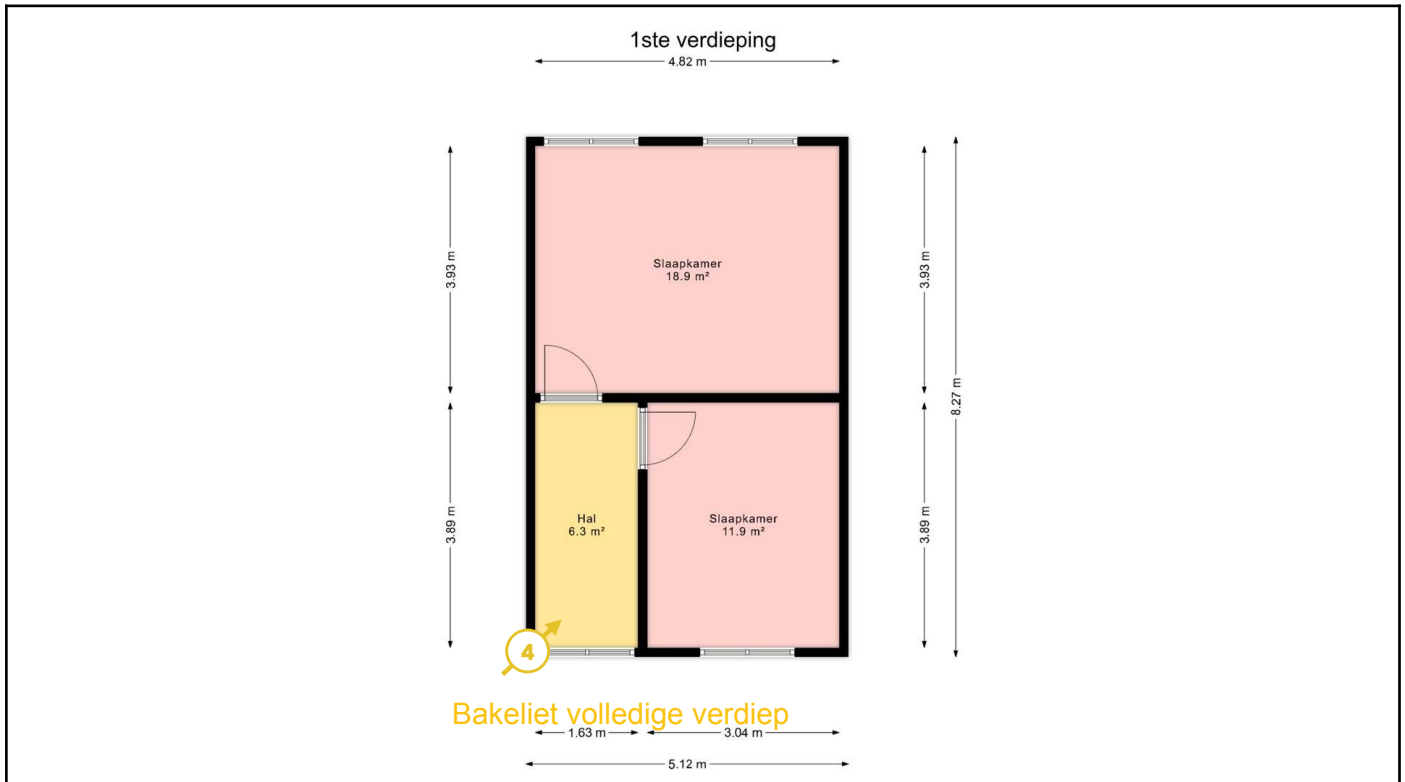 1ste verdieping
4.82 m
3.93 m
3.93 m
Slaapkamer
18.9 m²
8.27 m
3.89 m
3.89 m
Hal
6.3 m²
Slaapkamer
11.9 m²
4
Bakeliet volledige verdiep
1.63 m
3.04 m
5.12 m